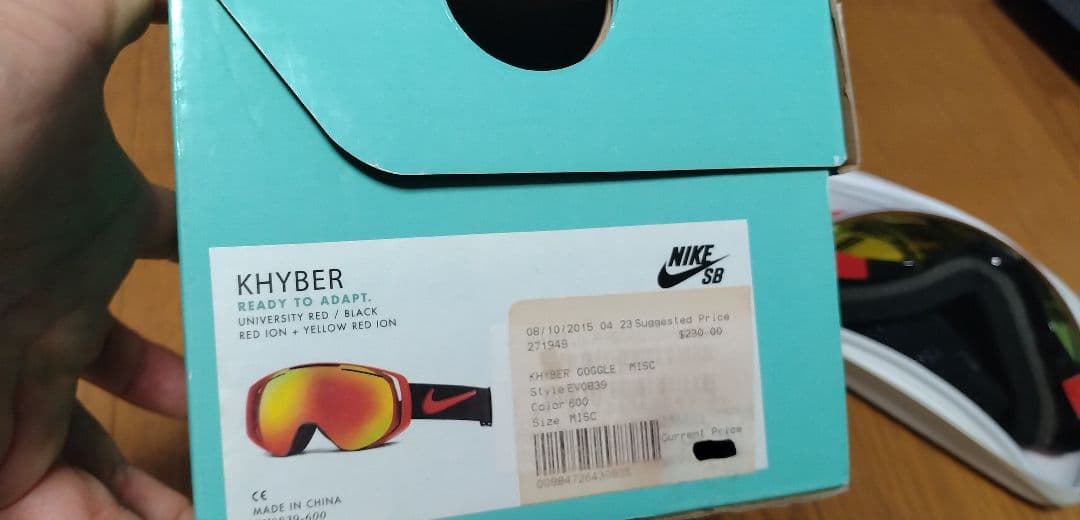 KHYBER
READY TO ADAPT.
UNIVERSITY RED / BLACK
RED ION + YELLOW RED ION
NIKE
SB
08/10/2015 04 23 Suggested Price
271949 $230.00
KHYBER GOGGLE MISC
Style EV0839
Color 600
Size MISC
Current Price
CE
MADE IN CHINA